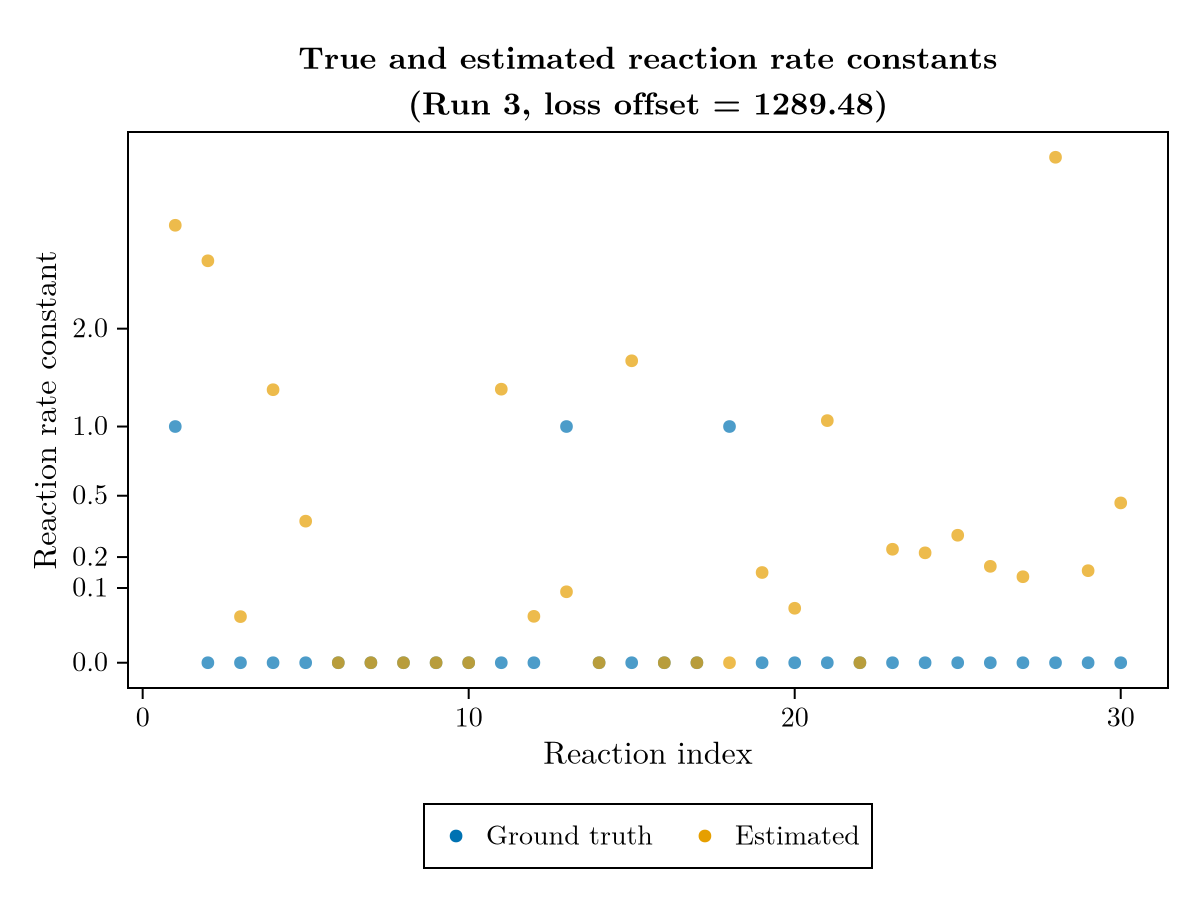 True and estimated reaction rate constants
(Run 3, loss offset = 1289.48)
Reaction rate constant
2.0
1.0
0.5
0.2
0.1
0.0
0 10 20 30
Reaction index
Ground truth Estimated